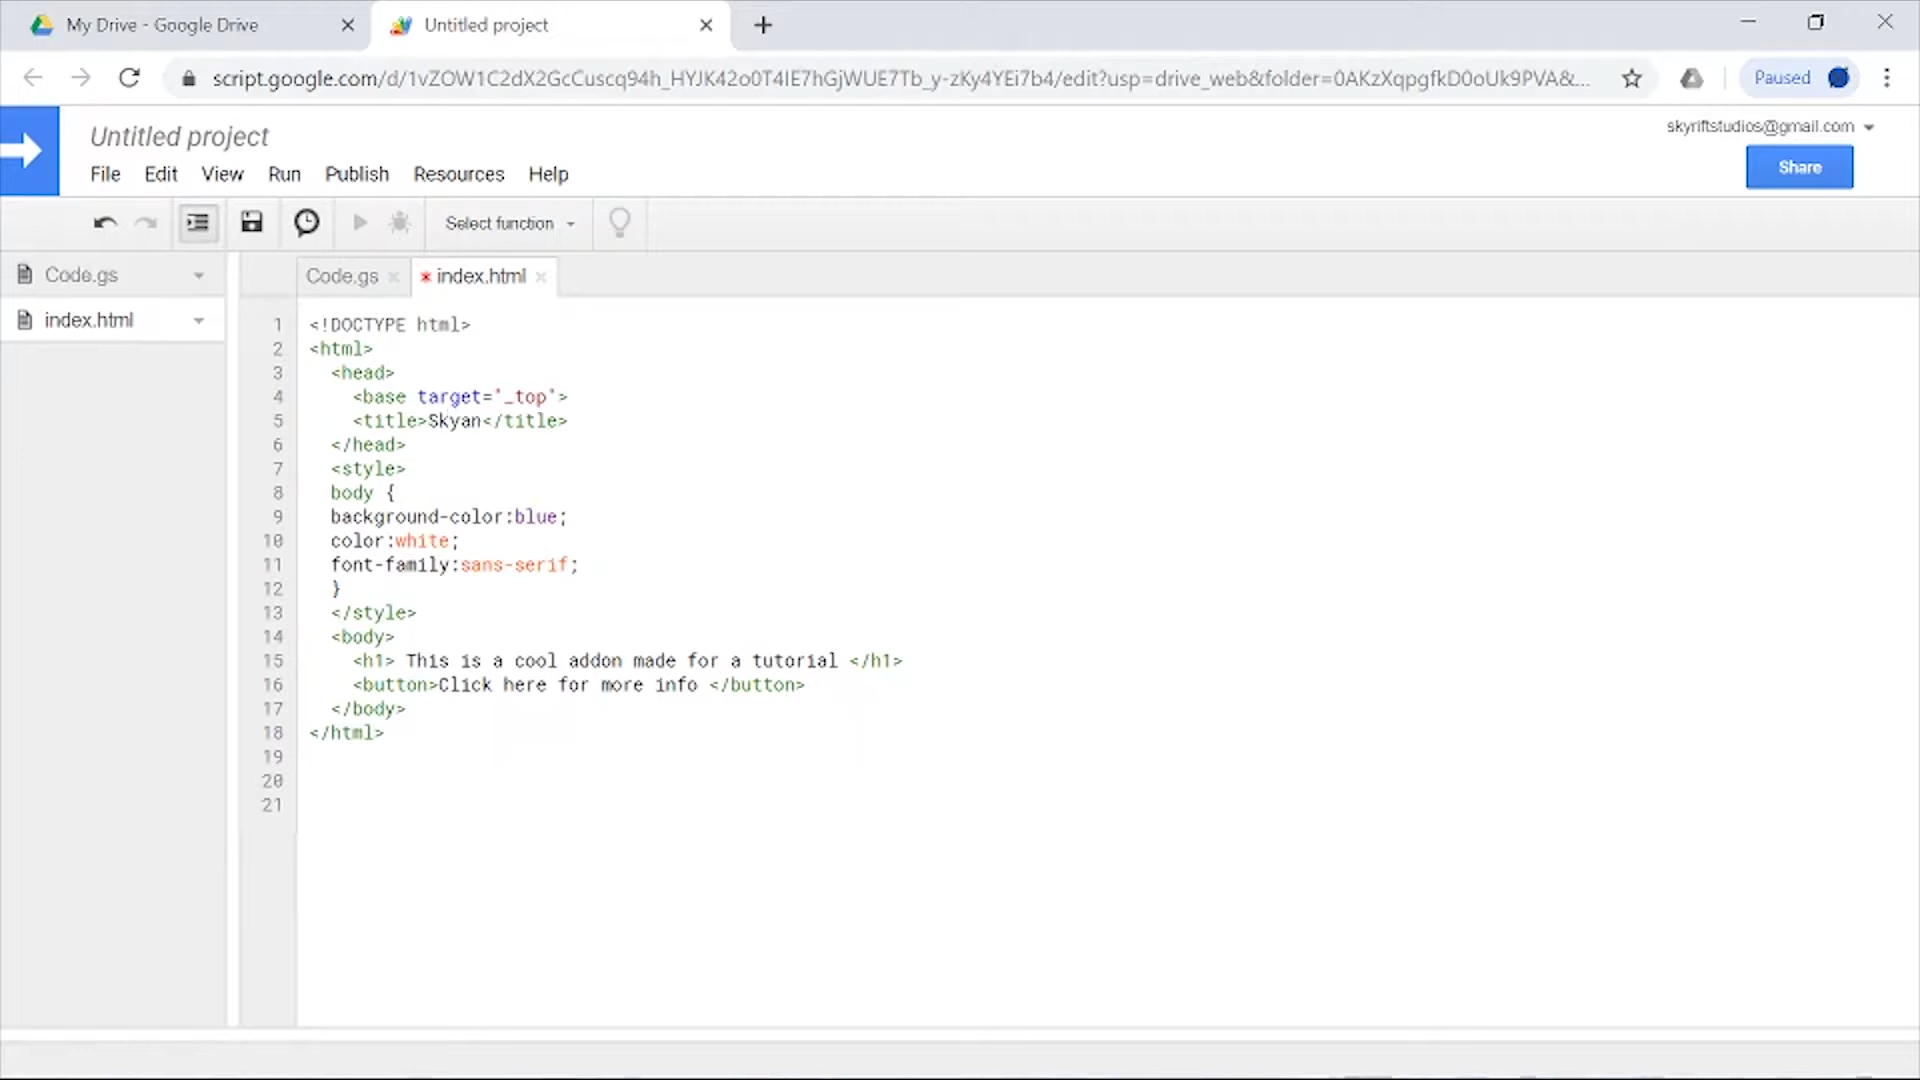 My Drive - Google Drive
Untitled project
script.google.com/d/1vZOW1C2dX2GcCuscq94h_HYJK42o0T4IE7hGjWUE7Tb_y-zKy4YEi7b4/edit?usp=drive_web&folder=0AKzXqpgfkD0oUk9PVA&...
Paused
Untitled project
skyriftstudios@gmail.com
File Edit View Run Publish Resources Help
Share
Select function
Code.gs
index.html
Code.gs
* index.html
1 <!DOCTYPE html>
2 <html>
3 <head>
4 <base target="_top">
5 <title>Skyan</title>
6 </head>
7 <style>
8 body {
9 background-color:blue;
10 color:white;
11 font-family:sans-serif;
12 }
13 </style>
14 <body>
15 <h1> This is a cool addon made for a tutorial </h1>
16 <button>Click here for more info </button>
17 </body>
18 </html>
19
20
21